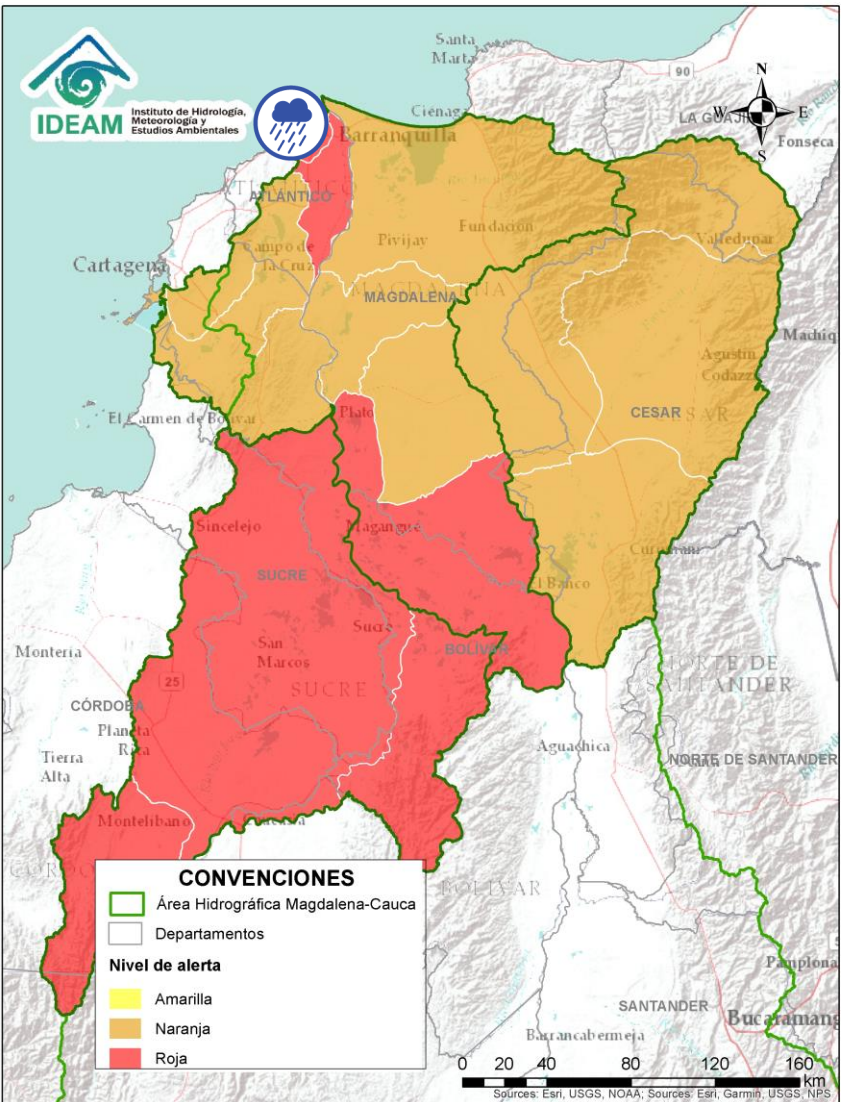 Santa
Marta
90
N
IDEAM
Instituto de Hidrología,
Meteorología y
Estudios Ambientales
Ciénaga
LA GUAJIRA
W
E
S
Barranquilla
Fonseca
ATLÁNTICO
ATLÁNTICO
Fundación
Pivijay
Valledupar
Campo de
la Cruz
Cartagena
MAGDALENA
MAGDALENA
Machiq
Agustín
Codazzi
CESAR
CESAR
Plato
El Carmen de Bolívar
Sincelejo
Magangué
SUCRE
El Banco
Sucre
BOLÍVAR
Montería
San
Marcos
SUCRE
25
NORTE DE
SANTANDER
CÓRDOBA
Planeta
Rica
Aguachica
Tierra
Alta
NORTE DE SANTANDER
Montelíbano
CONVENCIONES
Área Hidrográfica Magdalena-Cauca
Departamentos
Nivel de alerta
Amarilla
Naranja
Roja
BOLÍVAR
Pamplona
SANTANDER
Bucaramang
Barrancabermeja
0 20 40 80 120 160
km
Sources: Esri, USGS, NOAA; Sources: Esri, Garmin, USGS, NPS